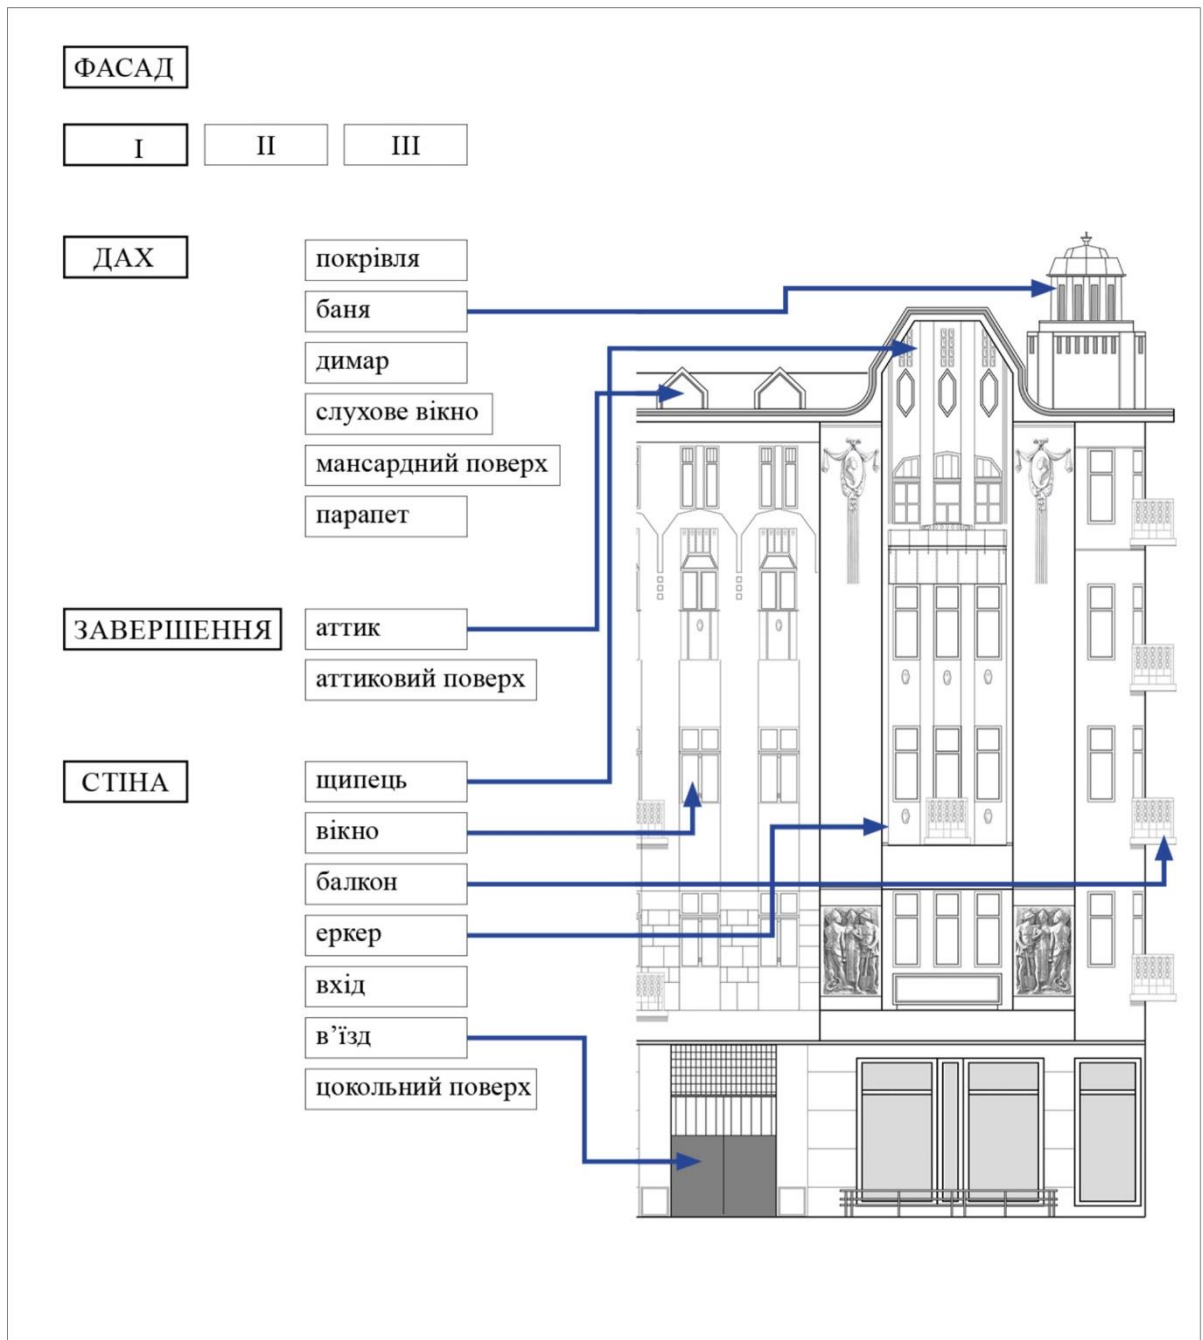 ФАСАД
I II III
ДАХ
покрівля
баня
димар
слухове вікно
мансардний поверх
парапет
ЗАВЕРШЕННЯ
аттик
аттиковий поверх
СТІНА
щипець
вікно
балкон
еркер
вхід
в’їзд
цокольний поверх